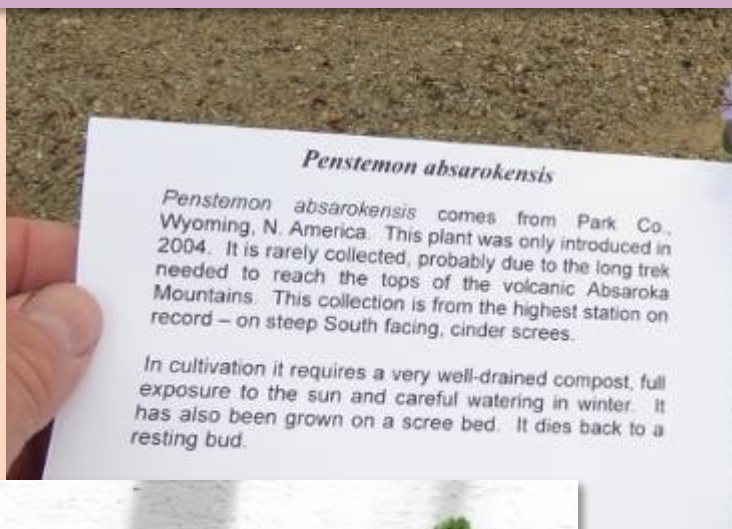 Penstemon absarokensis
Penstemon absarokensis comes from Park Co.,
Wyoming, N. America. This plant was only introduced in
2004. It is rarely collected, probably due to the long trek
needed to reach the tops of the volcanic Absaroka
Mountains. This collection is from the highest station on
record – on steep South facing, cinder screes.
In cultivation it requires a very well-drained compost, full
exposure to the sun and careful watering in winter. It
has also been grown on a scree bed. It dies back to a
resting bud.